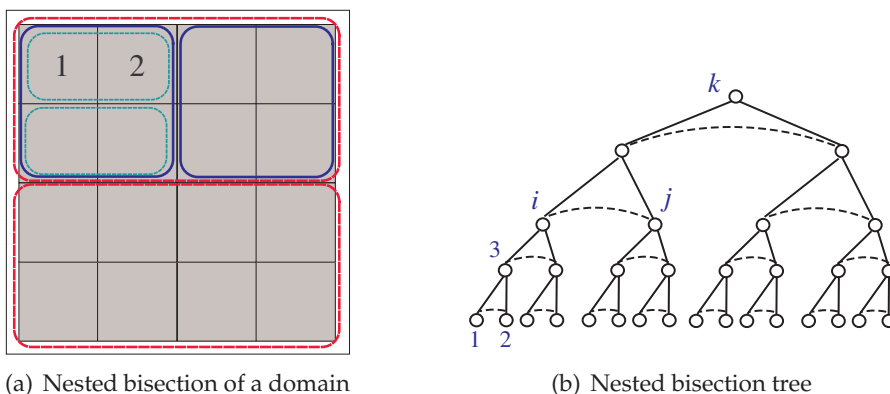 1 2
k
i j
3
1 2
(a) Nested bisection of a domain
(b) Nested bisection tree